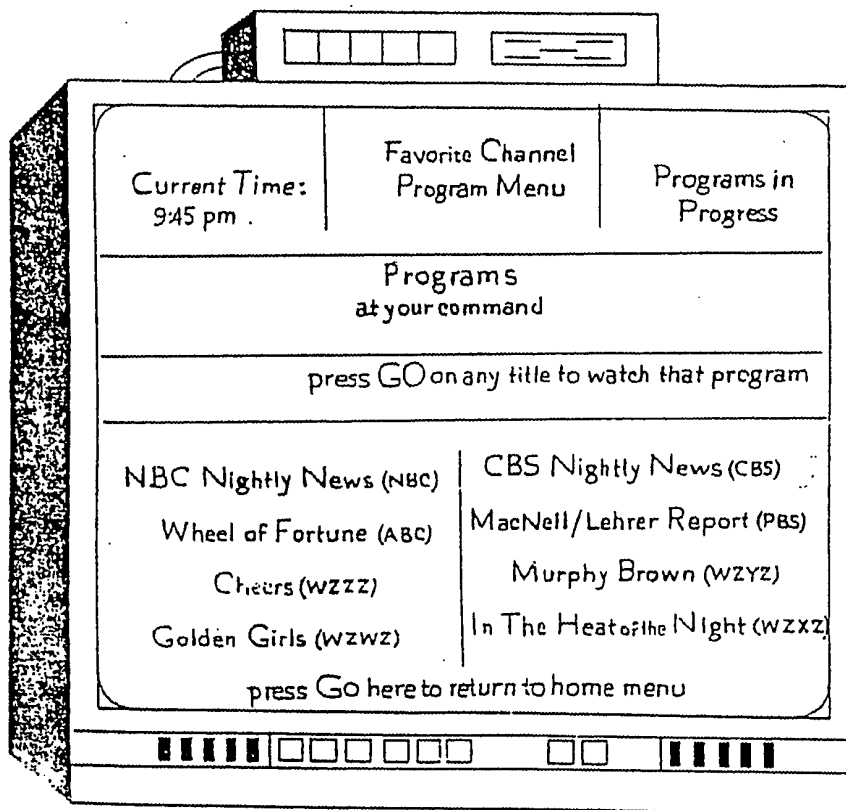 Current Time:
9:45 pm .
Favorite Channel
Program Menu
Programs in
Progress
Programs
at your command
press GO on any title to watch that program
NBC Nightly News (NBC)
Wheel of Fortune (ABC)
Cheers (WZZZ)
Golden Girls (WZWZ)
CBS Nightly News (CBS)
MacNeil/Lehrer Report (PBS)
Murphy Brown (WZYZ)
In The Heat of the Night (WZXZ)
press Go here to return to home menu